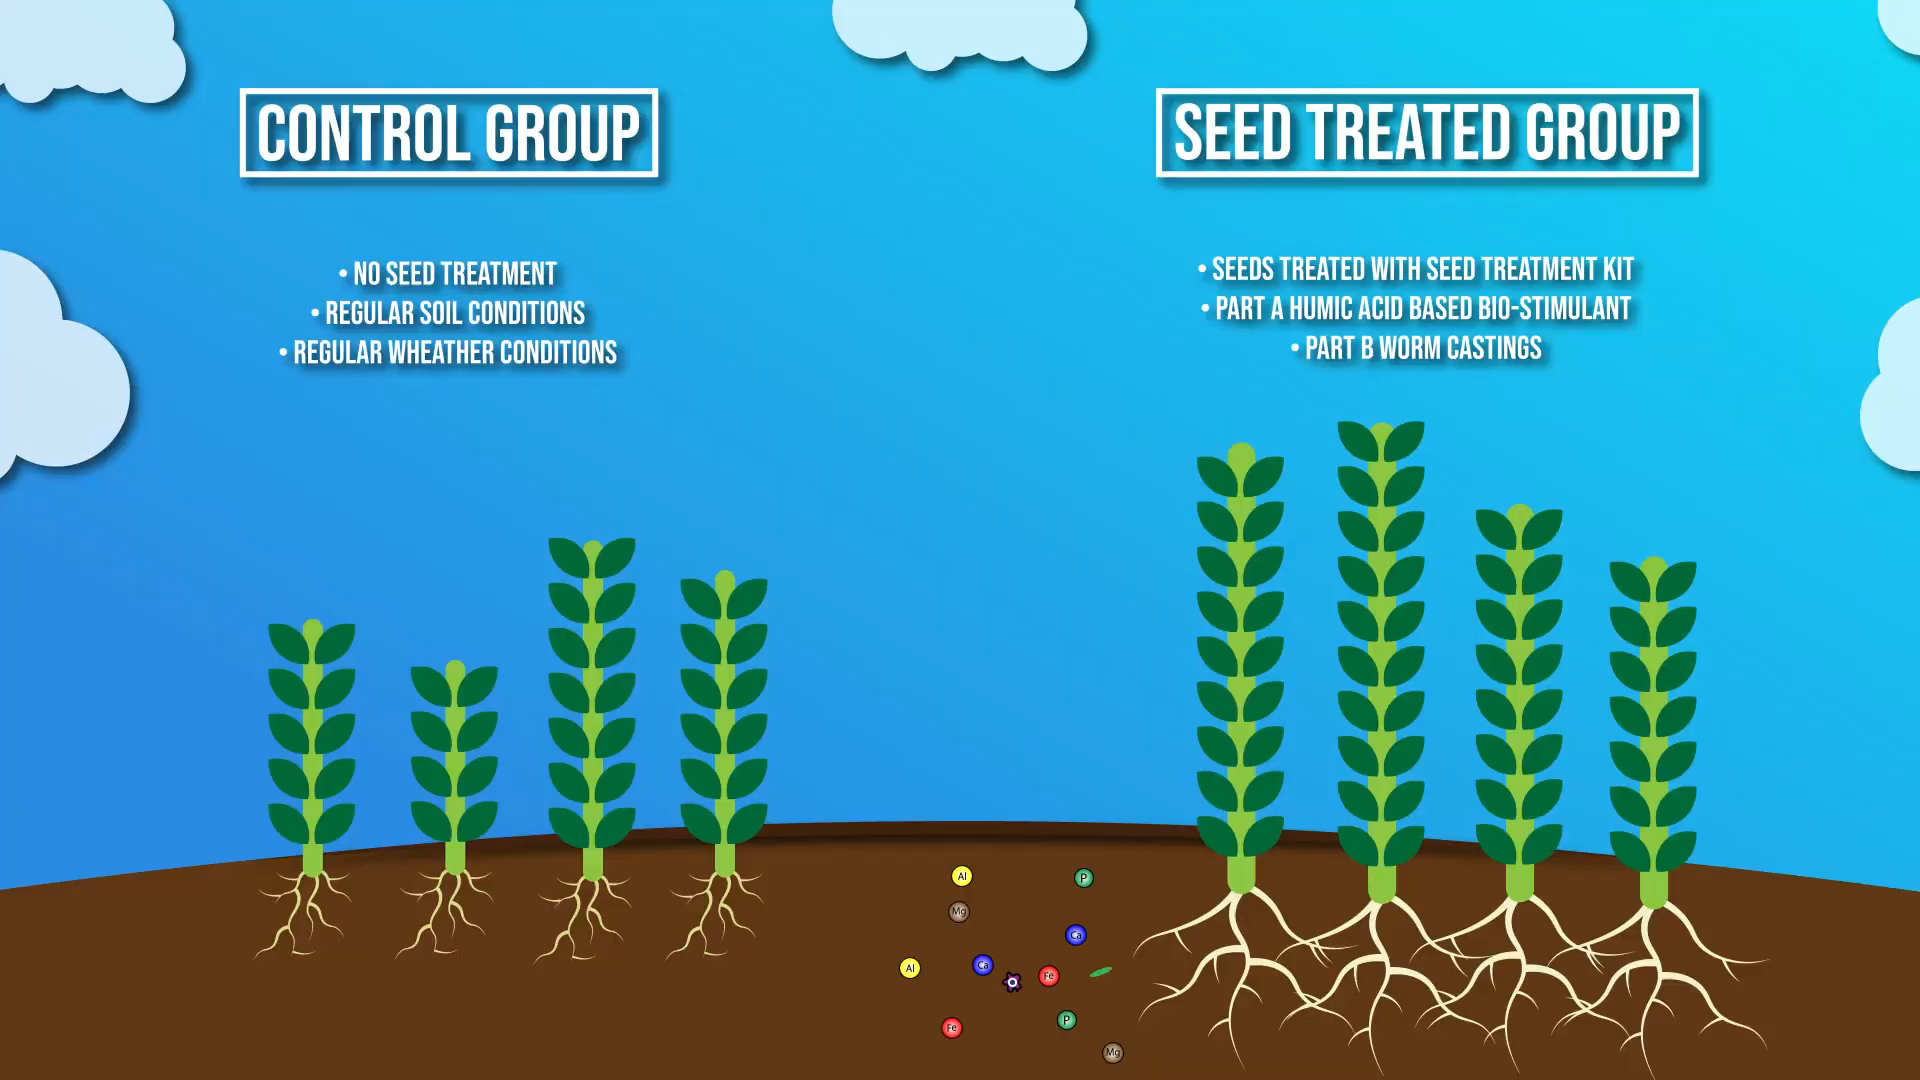 CONTROL GROUP
• NO SEED TREATMENT
• REGULAR SOIL CONDITIONS
• REGULAR WHEATHER CONDITIONS
SEED TREATED GROUP
• SEEDS TREATED WITH SEED TREATMENT KIT
• PART A HUMIC ACID BASED BIO-STIMULANT
• PART B WORM CASTINGS
Al
P
Mg
Ca
Al
Ca
Fe
Fe
P
Mg